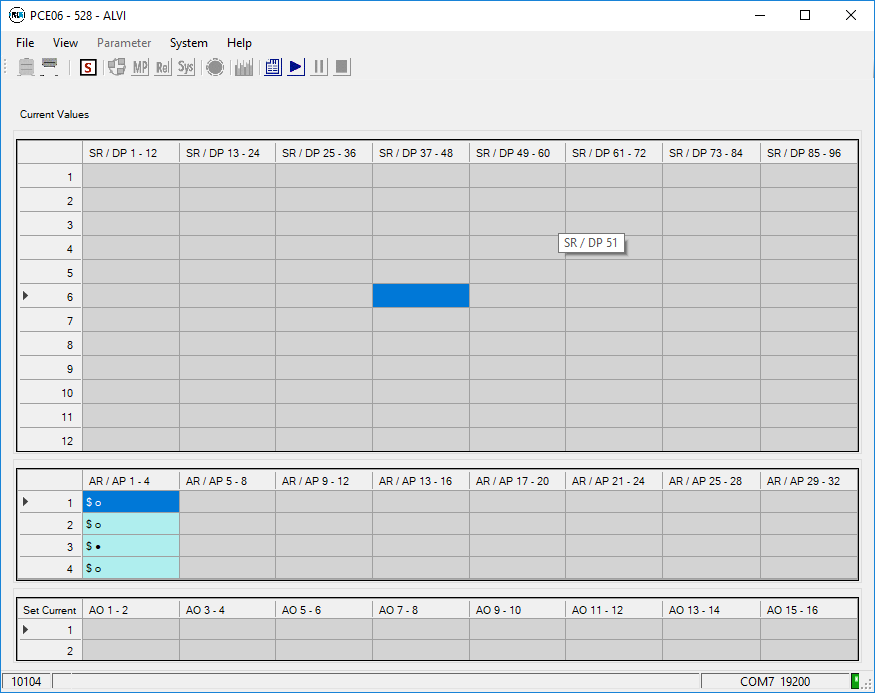 PCE06 - 528 - ALVI
File View Parameter System Help
S MP Rel Sys
Current Values
SR / DP 1 - 12 SR / DP 13 - 24 SR / DP 25 - 36 SR / DP 37 - 48 SR / DP 49 - 60 SR / DP 61 - 72 SR / DP 73 - 84 SR / DP 85 - 96
1
2
3
4
SR / DP 51
5
6
7
8
9
10
11
12
AR / AP 1 - 4 AR / AP 5 - 8 AR / AP 9 - 12 AR / AP 13 - 16 AR / AP 17 - 20 AR / AP 21 - 24 AR / AP 25 - 28 AR / AP 29 - 32
1 $ o
2 $ o
3 $ •
4 $ o
Set Current AO 1 - 2 AO 3 - 4 AO 5 - 6 AO 7 - 8 AO 9 - 10 AO 11 - 12 AO 13 - 14 AO 15 - 16
1
2
10104 COM7 19200